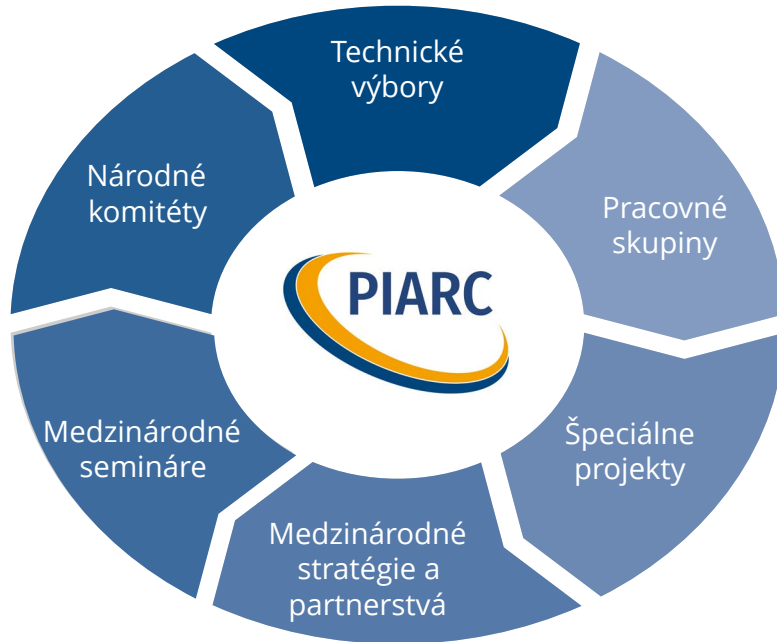 Technické
výbory
Pracovné
skupiny
Špeciálne
projekty
Medzinárodné
stratégie a
partnerstvá
Medzinárodné
semináre
Národné
komitéty
PIARC